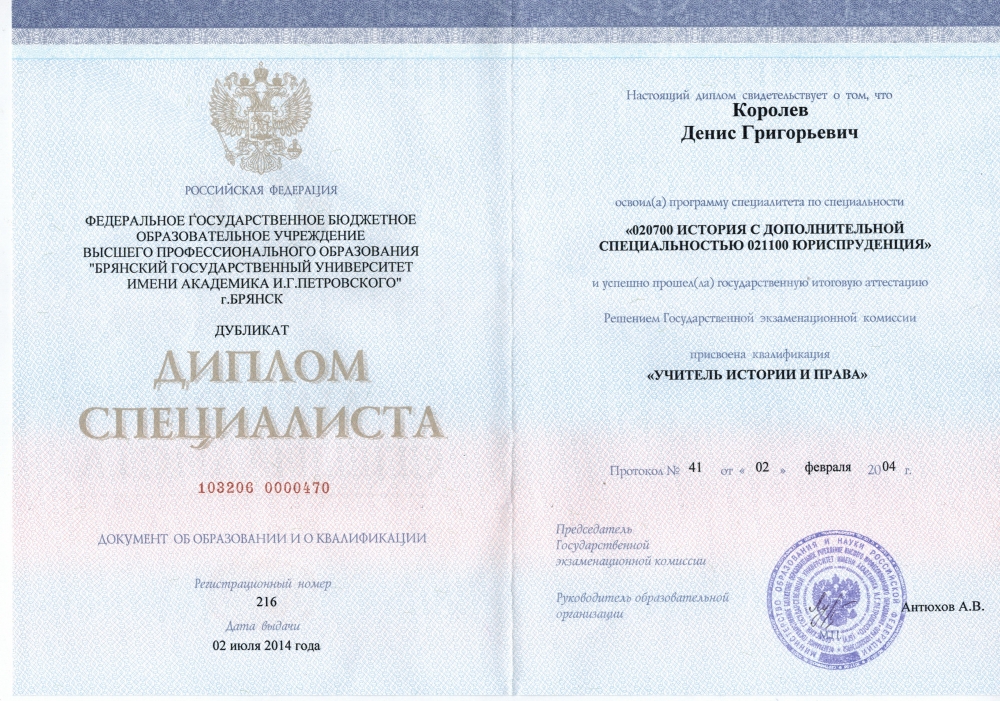 РОССИЙСКАЯ ФЕДЕРАЦИЯ
ФЕДЕРАЛЬНОЕ ГОСУДАРСТВЕННОЕ БЮДЖЕТНОЕ
ОБРАЗОВАТЕЛЬНОЕ УЧРЕЖДЕНИЕ
ВЫСШЕГО ПРОФЕССИОНАЛЬНОГО ОБРАЗОВАНИЯ
"БРЯНСКИЙ ГОСУДАРСТВЕННЫЙ УНИВЕРСИТЕТ
ИМЕНИ АКАДЕМИКА И.Г.ПЕТРОВСКОГО"
г.БРЯНСК
ДУБЛИКАТ
ДИПЛОМ
СПЕЦИАЛИСТА
103206 0000470
ДОКУМЕНТ ОБ ОБРАЗОВАНИИ И О КВАЛИФИКАЦИИ
Регистрационный номер
216
Дата выдачи
02 июля 2014 года
Настоящий диплом свидетельствует о том, что
Королев
Денис Григорьевич
освоил(а) программу специалитета по специальности
«020700 ИСТОРИЯ С ДОПОЛНИТЕЛЬНОЙ
СПЕЦИАЛЬНОСТЬЮ 021100 ЮРИСПРУДЕНЦИЯ»
и успешно прошел(ла) государственную итоговую аттестацию
Решением Государственной экзаменационной комиссии
присвоена квалификация
«УЧИТЕЛЬ ИСТОРИИ И ПРАВА»
Протокол № 41 от « 02 » февраля 2004 г.
Председатель
Государственной
экзаменационной комиссии
Руководитель образовательной
организации
Антюхов А.В.
М.П.
МИНИСТЕРСТВО ОБРАЗОВАНИЯ И НАУКИ РОССИЙСКОЙ ФЕДЕРАЦИИ